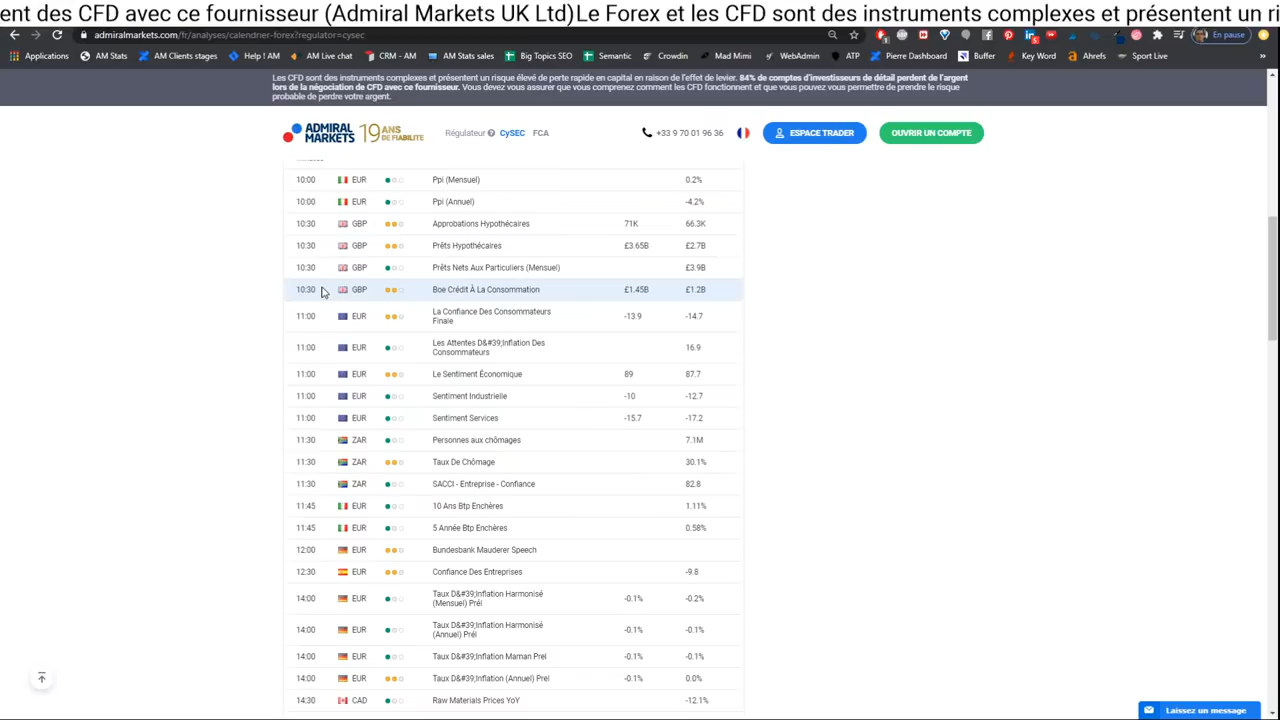 ent des CFD avec ce fournisseur (Admiral Markets UK Ltd)Le Forex et les CFD sont des instruments complexes et présentent un ri
admiralmarkets.com/fr/analyses/calendrier-forex?regulator=cysec
En pause
Applications
AM Stats
AM Clients stages
Help ! AM
AM Live chat
CRM - AM
AM Stats sales
Big Topics SEO
Semantic
Crowdin
Mad Mimi
WebAdmin
ATP
Pierre Dashboard
Buffer
Key Word
Ahrefs
Sport Live
»
Les CFD sont des instruments complexes et présentent un risque élevé de perte rapide en capital en raison de l'effet de levier. 84% de comptes d'investisseurs de détail perdent de l'argent
lors de la négociation de CFD avec ce fournisseur. Vous devez vous assurer que vous comprenez comment les CFD fonctionnent et que vous pouvez vous permettre de prendre le risque
probable de perdre votre argent.
ADMIRAL MARKETS
19 ANS DE FIABILITE
Régulateur CySEC FCA
+33 9 70 01 96 36
ESPACE TRADER
OUVRIR UN COMPTE
10:00 EUR Ppi (Mensuel) 0.2%
10:00 EUR Ppi (Annuel) -4.2%
10:30 GBP Approbations Hypothécaires 71K 66.3K
10:30 GBP Prêts Hypothécaires £3.65B £2.7B
10:30 GBP Prêts Nets Aux Particuliers (Mensuel) £3.9B
10:30 GBP Boe Crédit À La Consommation £1.45B £1.2B
11:00 EUR La Confiance Des Consommateurs Finale -13.9 -14.7
11:00 EUR Les Attentes D&#39;Inflation Des Consommateurs 16.9
11:00 EUR Le Sentiment Économique 89 87.7
11:00 EUR Sentiment Industrielle -10 -12.7
11:00 EUR Sentiment Services -15.7 -17.2
11:30 ZAR Personnes aux chômages 7.1M
11:30 ZAR Taux De Chômage 30.1%
11:30 ZAR SACCI - Entreprise - Confiance 82.8
11:45 EUR 10 Ans Btp Enchères 1.11%
11:45 EUR 5 Année Btp Enchères 0.58%
12:00 EUR Bundesbank Mauderer Speech
12:30 EUR Confiance Des Entreprises -9.8
14:00 EUR Taux D&#39;Inflation Harmonisé (Mensuel) Prél -0.1% -0.2%
14:00 EUR Taux D&#39;Inflation Harmonisé (Annuel) Prél -0.1% -0.1%
14:00 EUR Taux D&#39;Inflation Maman Prel -0.1% -0.1%
14:00 EUR Taux D&#39;Inflation (Annuel) Prel -0.1% 0.0%
14:30 CAD Raw Materials Prices YoY -12.1%
Laissez un message